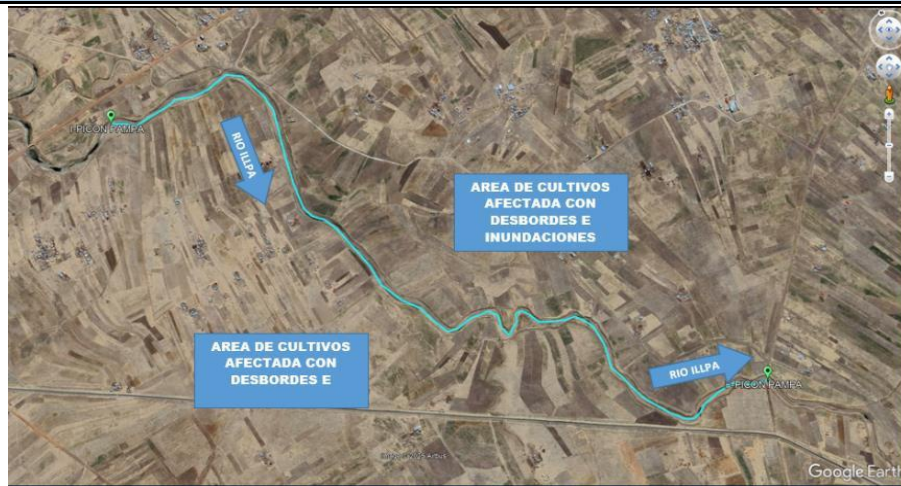 I-PICON PAMPA
RIO ILLPA
AREA DE CULTIVOS
AFECTADA CON
DESBORDES E
INUNDACIONES
AREA DE CULTIVOS
AFECTADA CON
DESBORDES E
RIO ILLPA
PICON PAMPA
Airbus
Google Earth